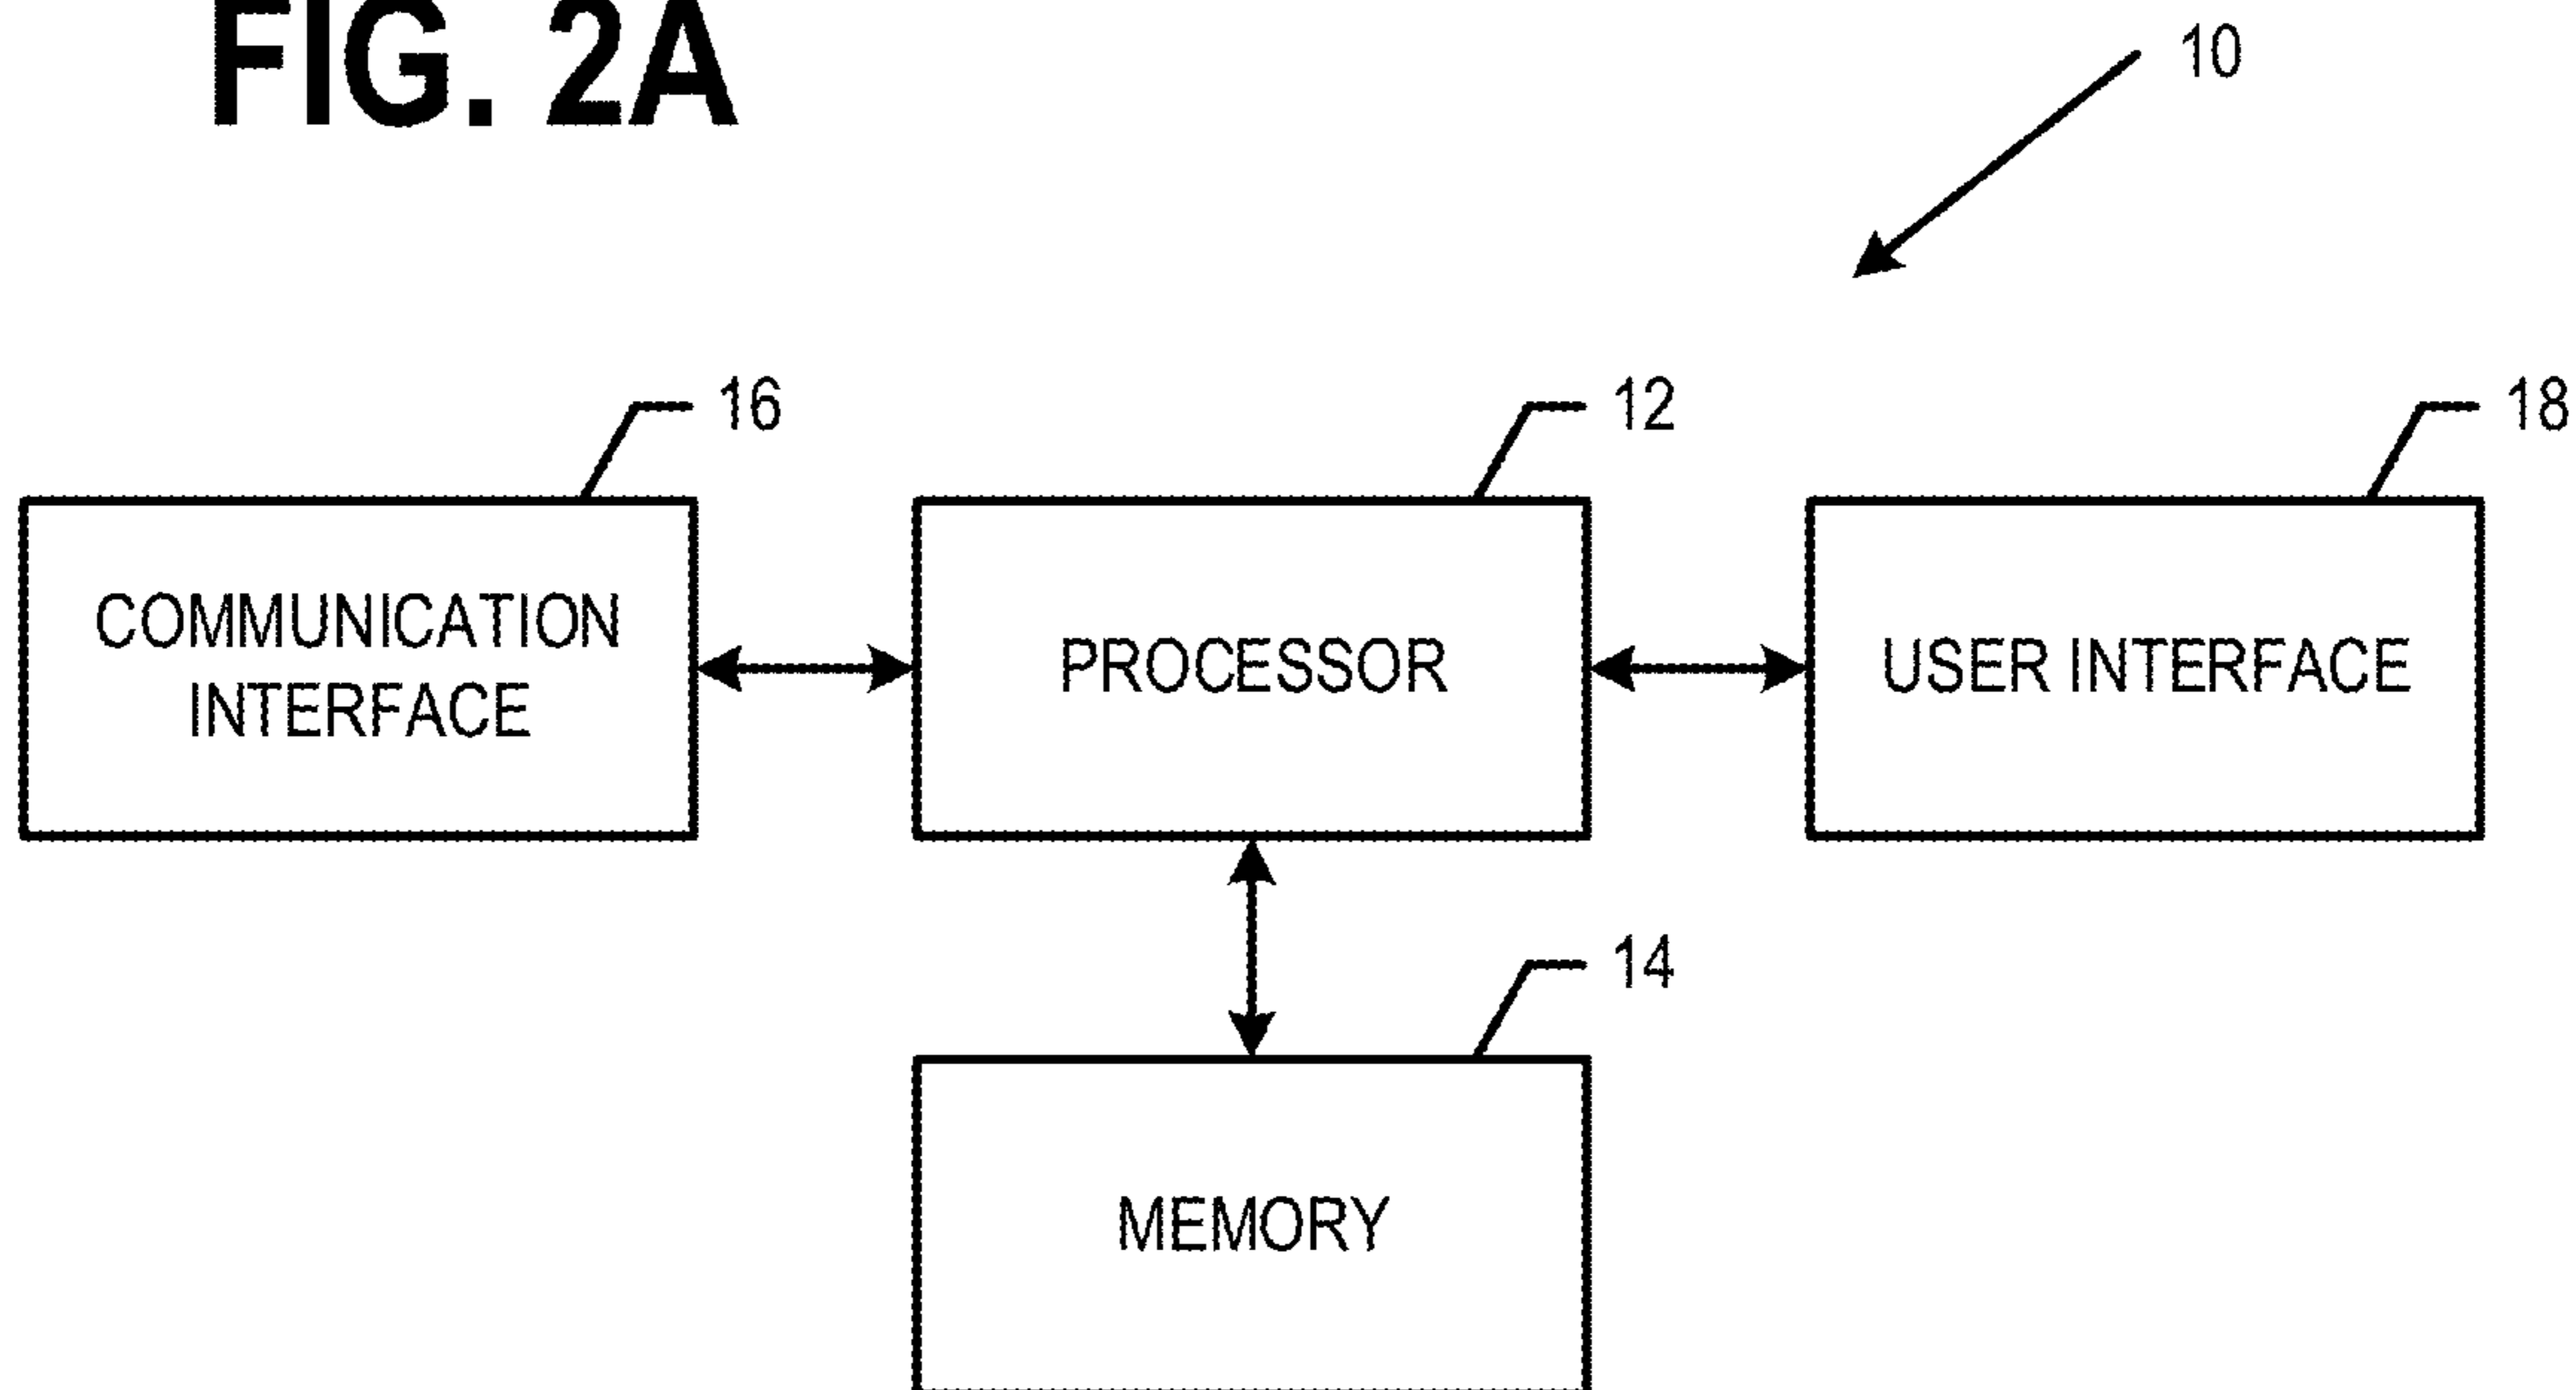 FIG. 2A
10
16
12
18
COMMUNICATION
INTERFACE
PROCESSOR
USER INTERFACE
14
MEMORY